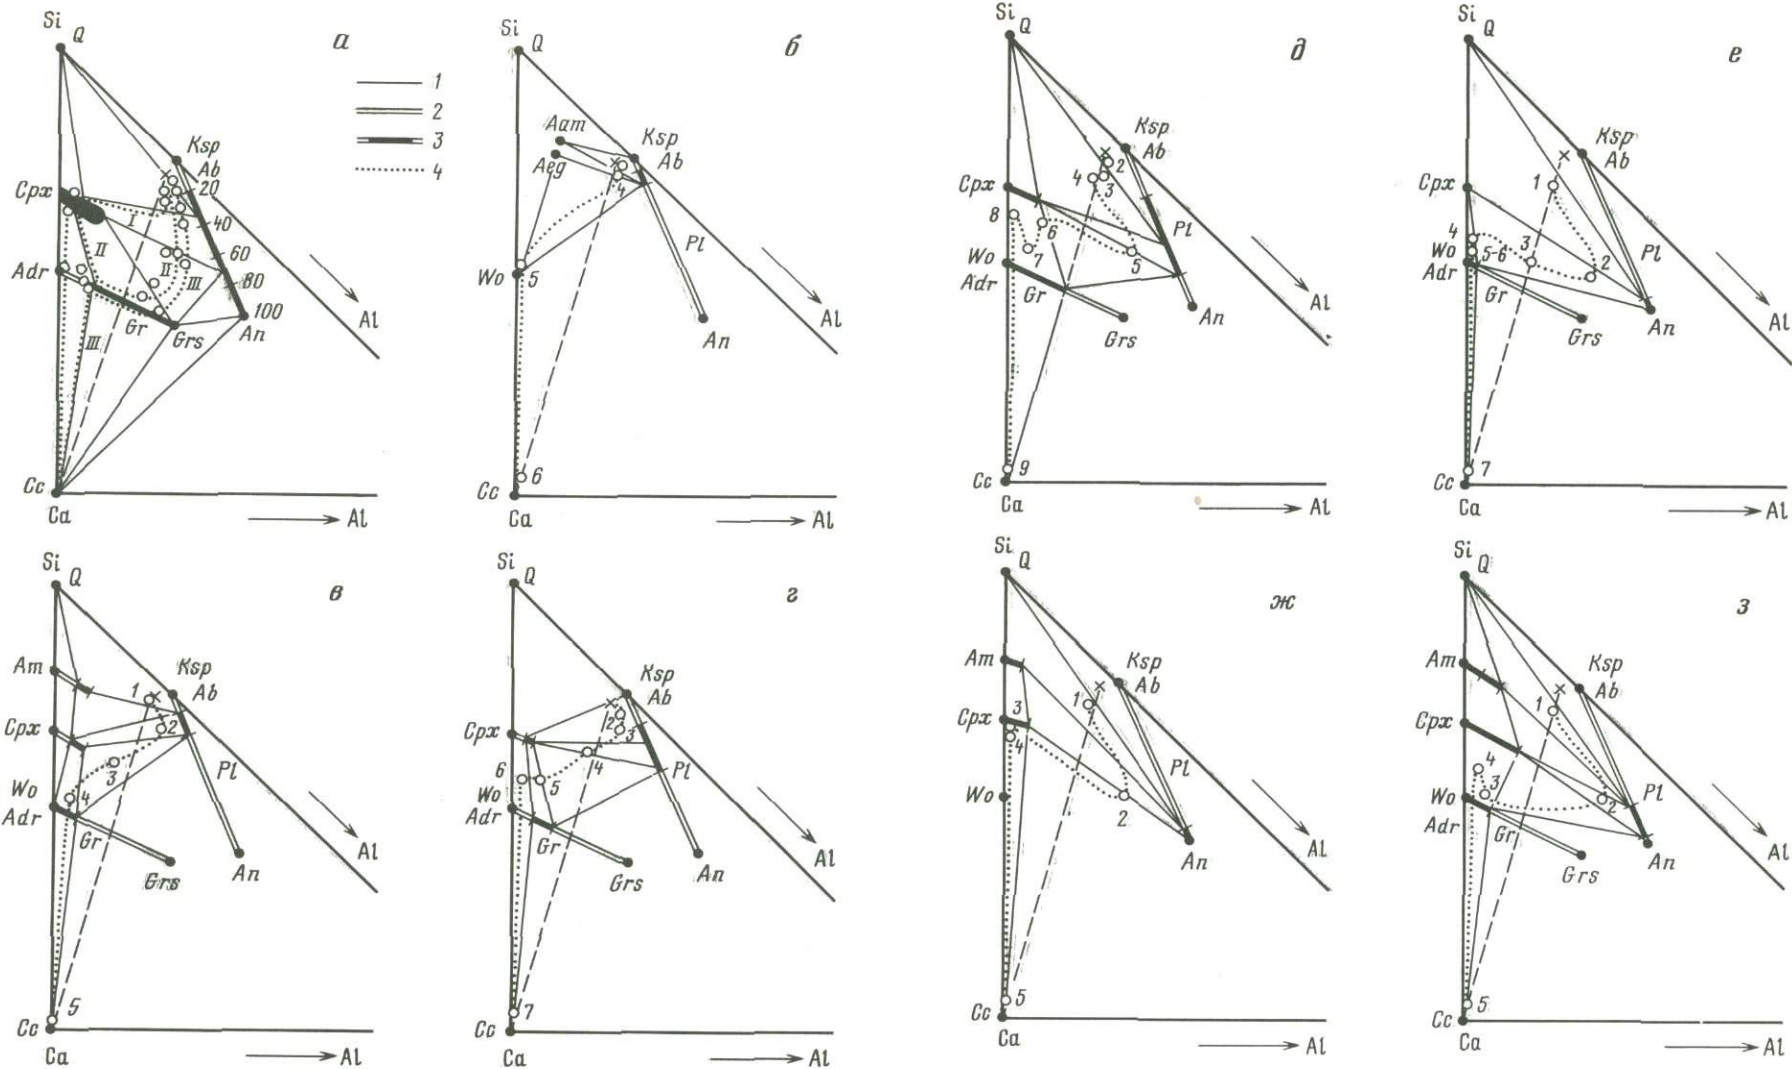 Si Q
а
1
2
3
4
Ksp
Ab
20
Cpx
I
40
II
60
Adr
II
III
80
100
Gr
Grs
An
III
Al
Cc
Ca
Al
Si Q
б
Aam
Ksp
Aeg
Ab
4
Pl
Wo
5
An
Al
6
Cc
Ca
Al
Si Q
д
Ksp
Ab
2
4
3
Cpx
Pl
8
6
7
5
Wo
Adr
Gr
An
Grs
Al
9
Cc
Ca
Al
Si Q
е
Ksp
Ab
Cpx
1
4
Pl
Wo
5-6
3
2
Adr
Gr
An
Grs
Al
7
Cc
Ca
Al
Si Q
в
Am
Ksp
1
Ab
Cpx
2
3
Pl
Wo
4
Adr
Gr
Grs
An
Al
5
Cc
Ca
Al
Si Q
г
Ksp
Ab
2
Cpx
3
4
Pl
6
5
Wo
Adr
Gr
Grs
An
Al
7
Cc
Ca
Al
Si Q
ж
Am
Ksp
Ab
1
Cpx
3
4
Pl
Wo
2
An
Al
5
Cc
Ca
Al
Si Q
з
Am
Ksp
Ab
1
Cpx
4
Pl
Wo
3
2
Adr
Gr
An
Grs
Al
5
Cc
Ca
Al